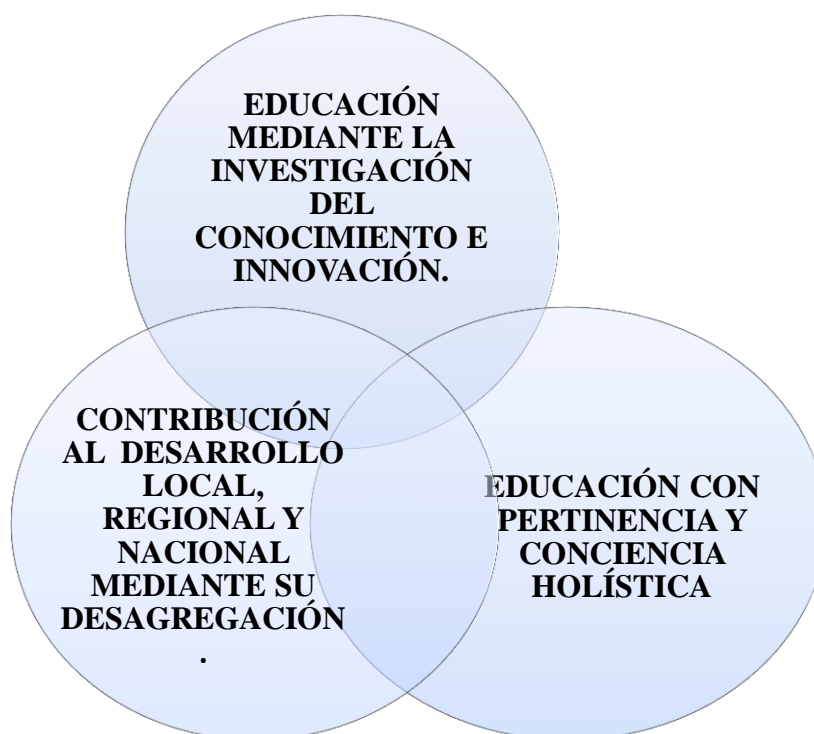 EDUCACIÓN
MEDIANTE LA
INVESTIGACIÓN
DEL
CONOCIMIENTO E
INNOVACIÓN.
CONTRIBUCIÓN
AL DESARROLLO
LOCAL,
REGIONAL Y
NACIONAL
MEDIANTE SU
DESAGREGACIÓN
.
EDUCACIÓN CON
PERTINENCIA Y
CONCIENCIA
HOLÍSTICA